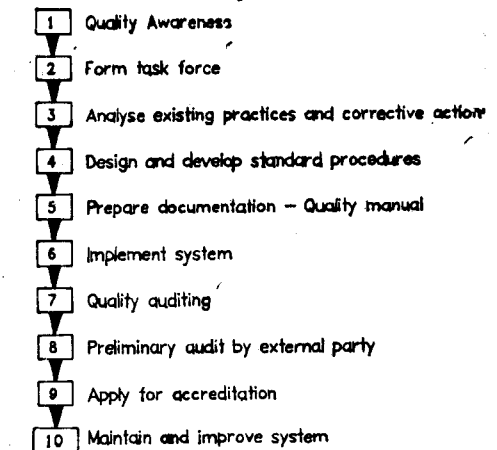 1 Quality Awareness
2 Form task force
3 Analyse existing practices and corrective action
4 Design and develop standard procedures
5 Prepare documentation – Quality manual
6 Implement system
7 Quality auditing
8 Preliminary audit by external party
9 Apply for accreditation
10 Maintain and improve system